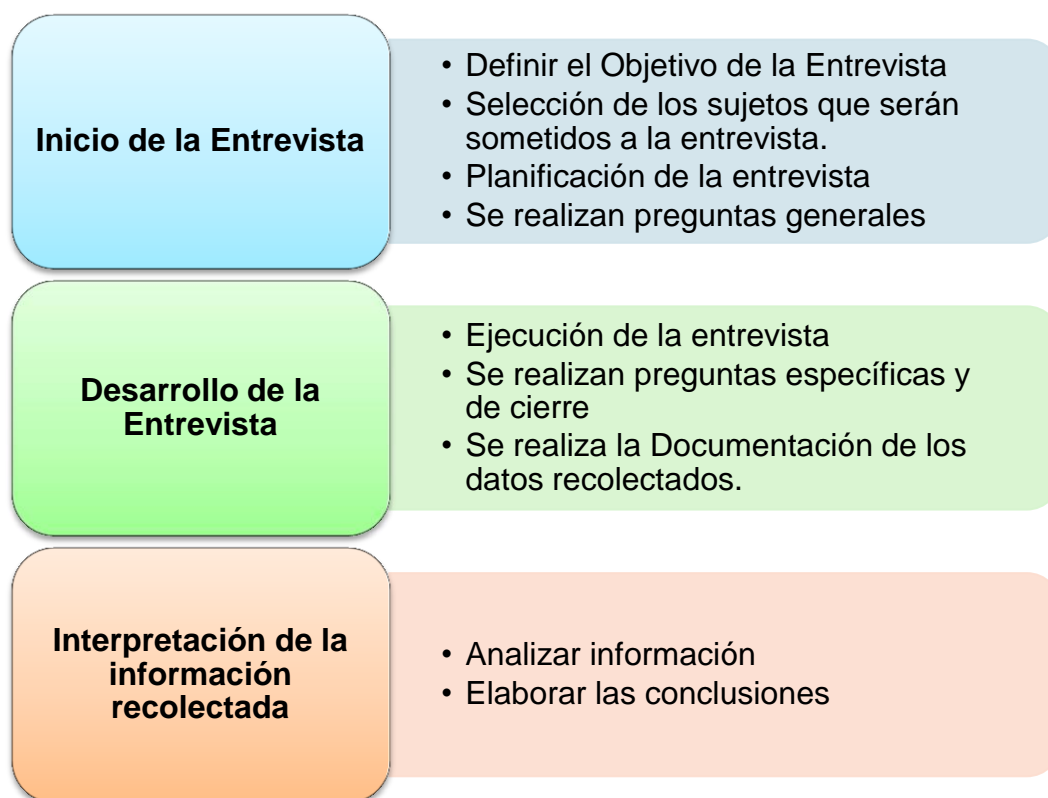 Inicio de la Entrevista
• Definir el Objetivo de la Entrevista
• Selección de los sujetos que serán
sometidos a la entrevista.
• Planificación de la entrevista
• Se realizan preguntas generales
Desarrollo de la
Entrevista
• Ejecución de la entrevista
• Se realizan preguntas específicas y
de cierre
• Se realiza la Documentación de los
datos recolectados.
Interpretación de la
información
recolectada
• Analizar información
• Elaborar las conclusiones